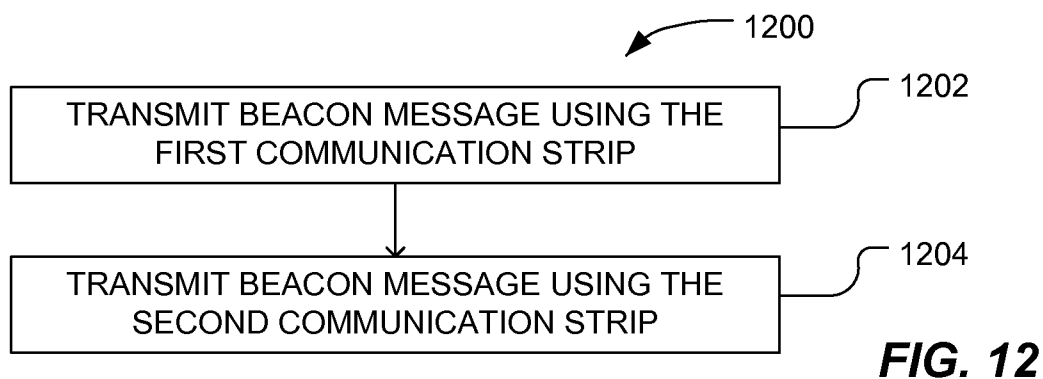 1200
1202
TRANSMIT BEACON MESSAGE USING THE
FIRST COMMUNICATION STRIP
1204
TRANSMIT BEACON MESSAGE USING THE
SECOND COMMUNICATION STRIP
FIG. 12